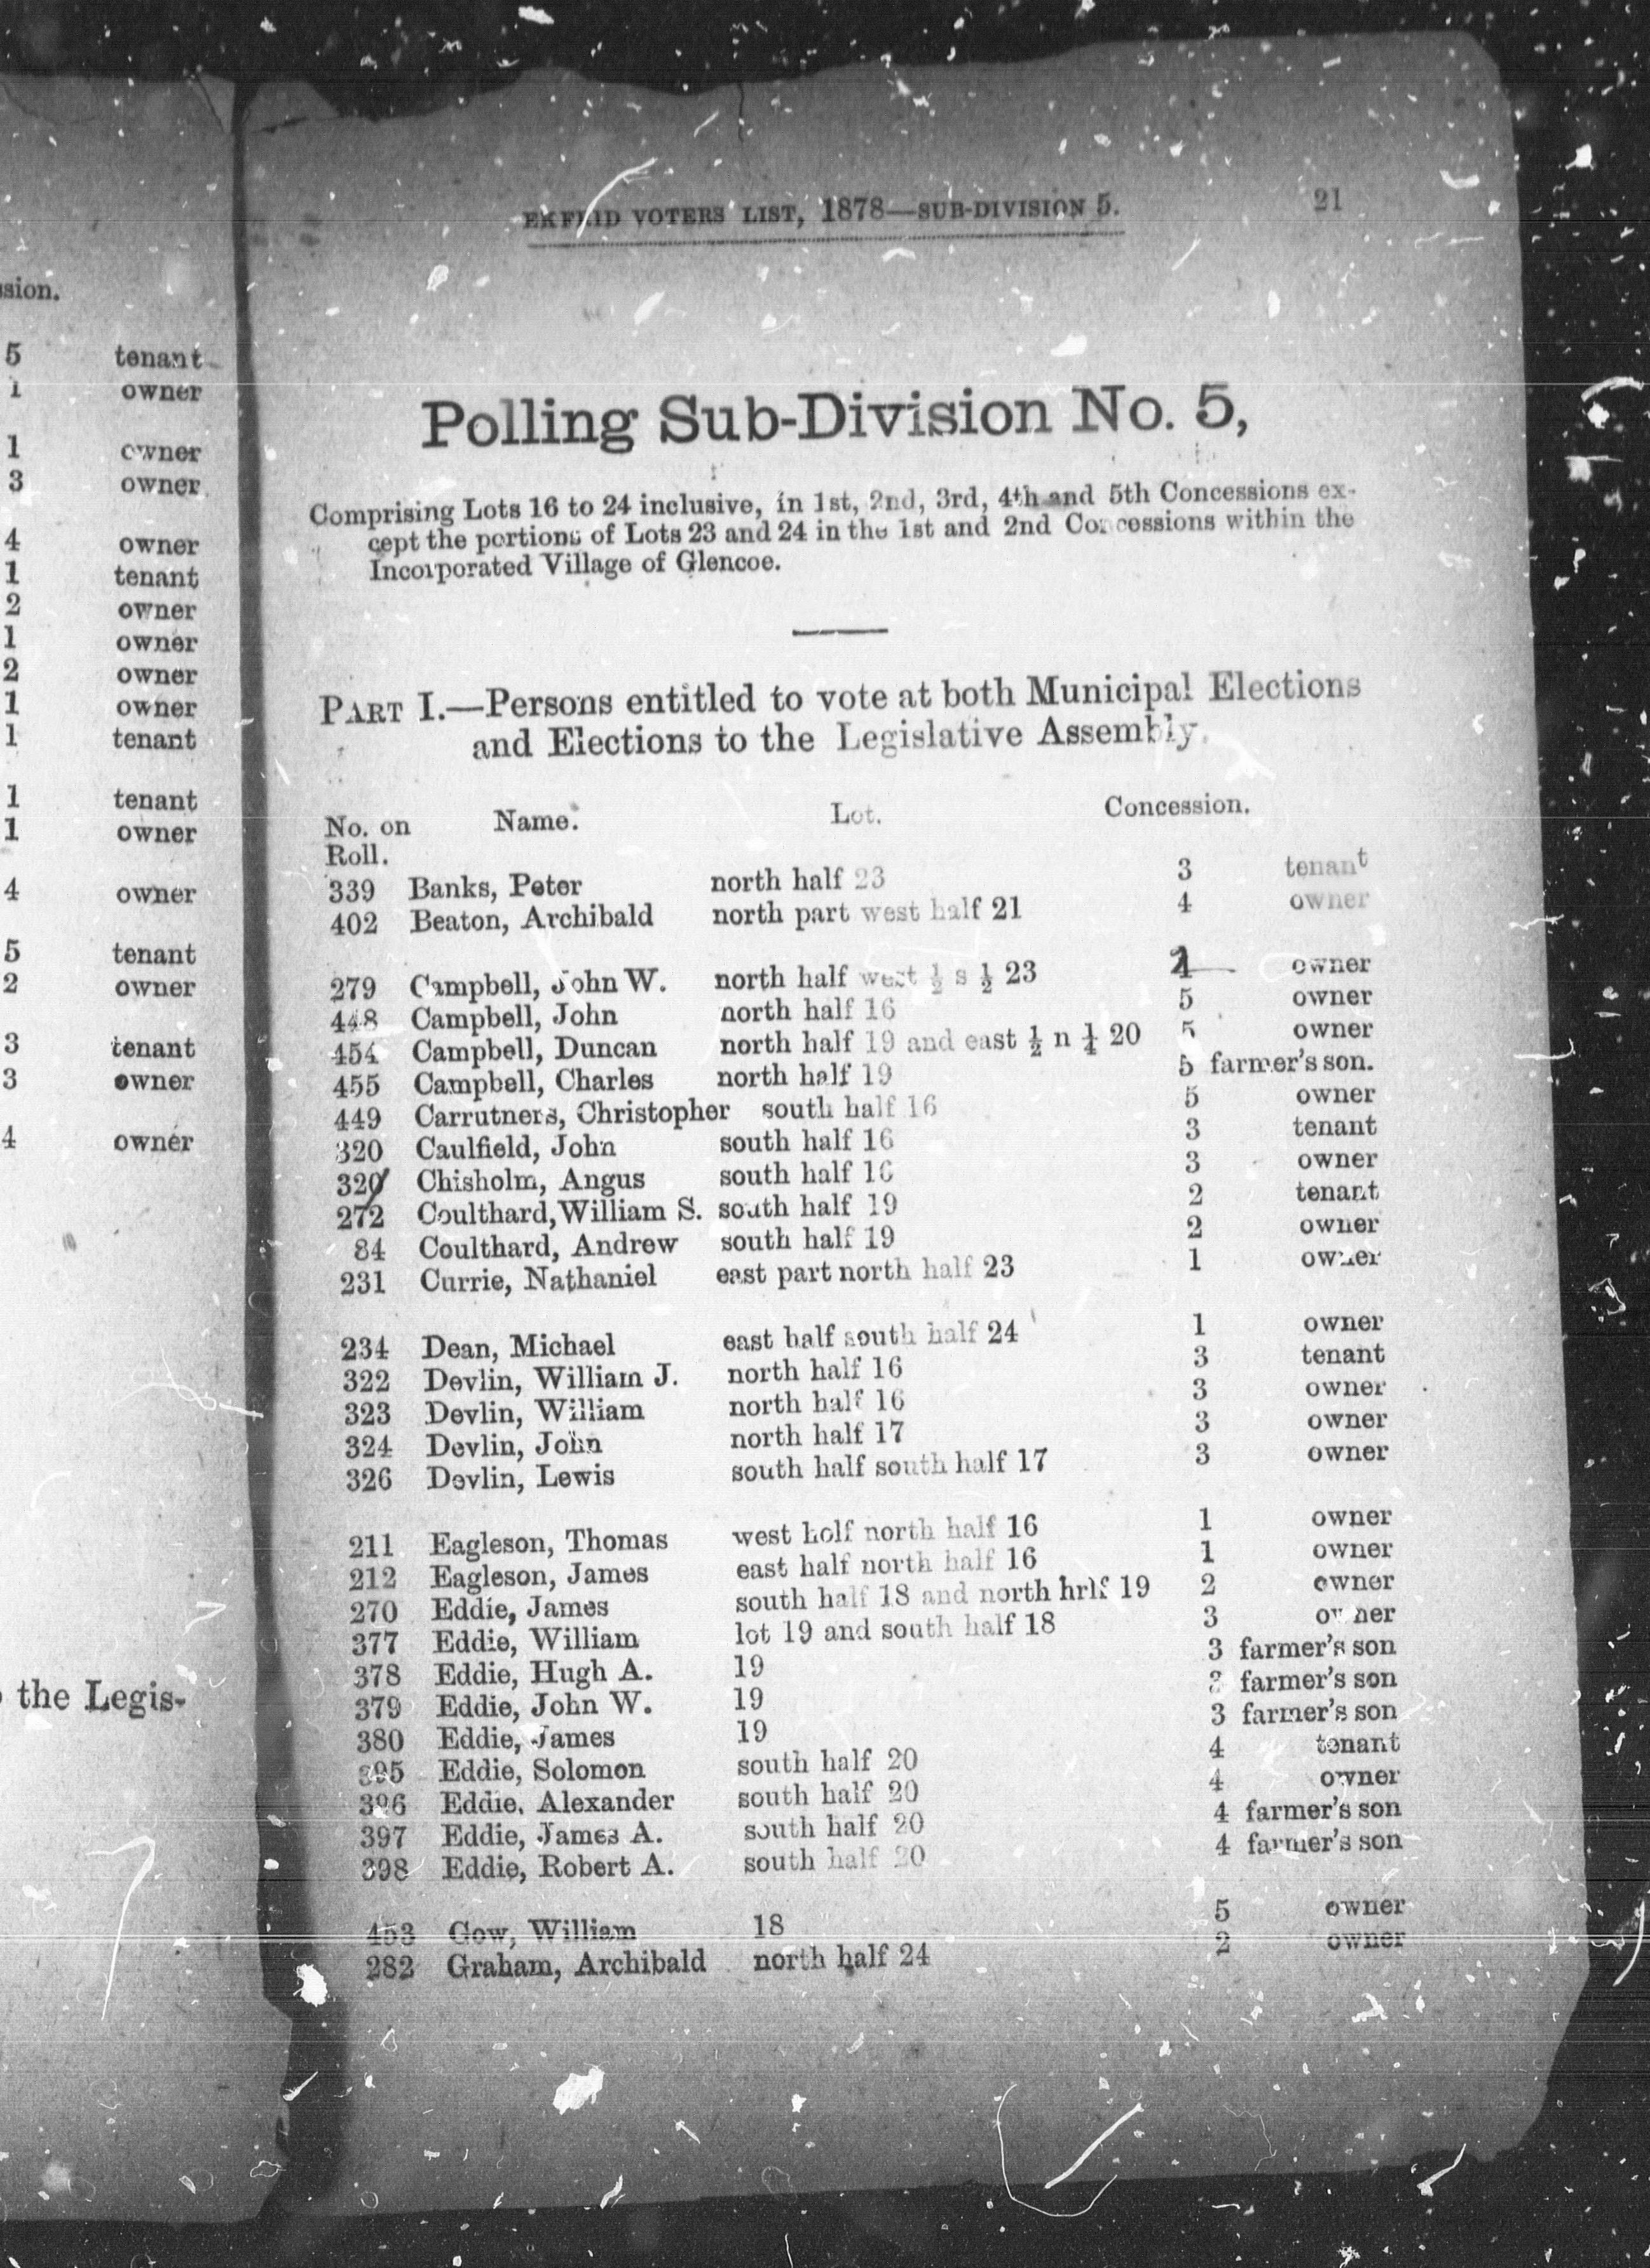 sion.
5 tenant
1 owner
1 owner
3 owner
4 owner
1 tenant
2 owner
1 owner
2 owner
1 owner
1 tenant
1 tenant
1 owner
4 owner
5 tenant
2 owner
3 tenant
3 owner
4 owner
the Legis-
EKFRID VOTERS' LIST, 1878—SUB-DIVISION 5. 21
Polling Sub-Division No. 5,
Comprising Lots 16 to 24 inclusive, in 1st, 2nd, 3rd, 4th and 5th Concessions ex-
cept the portions of Lots 23 and 24 in the 1st and 2nd Concessions within the
Incorporated Village of Glencoe.
PART I.—Persons entitled to vote at both Municipal Elections
and Elections to the Legislative Assembly.
No. on Name. Lot. Concession.
Roll.
339 Banks, Peter north half 23 3 tenant
402 Beaton, Archibald north part west half 21 4 owner
279 Campbell, John W. north half west ½ s ½ 23 owner
448 Campbell, John north half 16 5 owner
454 Campbell, Duncan north half 19 and east ½ n ¼ 20 5 owner
455 Campbell, Charles north half 19 5 farmer's son.
449 Carrutners, Christopher south half 16 5 owner
320 Caulfield, John south half 16 3 tenant
320 Chisholm, Angus south half 16 3 owner
272 Coulthard, William S. south half 19 2 tenant
84 Coulthard, Andrew south half 19 2 owner
231 Currie, Nathaniel east part north half 23 1 owner
234 Dean, Michael east half south half 24 1 owner
322 Devlin, William J. north half 16 3 tenant
323 Devlin, William north half 16 3 owner
324 Devlin, John north half 17 3 owner
326 Devlin, Lewis south half south half 17 3 owner
211 Eagleson, Thomas west holf north half 16 1 owner
212 Eagleson, James east half north half 16 1 owner
270 Eddie, James south half 18 and north hrlf 19 2 owner
377 Eddie, William lot 19 and south half 18 3 owner
378 Eddie, Hugh A. 19 3 farmer's son
379 Eddie, John W. 19 3 farmer's son
380 Eddie, James 19 3 farmer's son
395 Eddie, Solomon south half 20 4 tenant
396 Eddie, Alexander south half 20 4 owner
397 Eddie, James A. south half 20 4 farmer's son
398 Eddie, Robert A. south half 20 4 farmer's son
453 Gow, William 18 5 owner
282 Graham, Archibald north half 24 2 owner